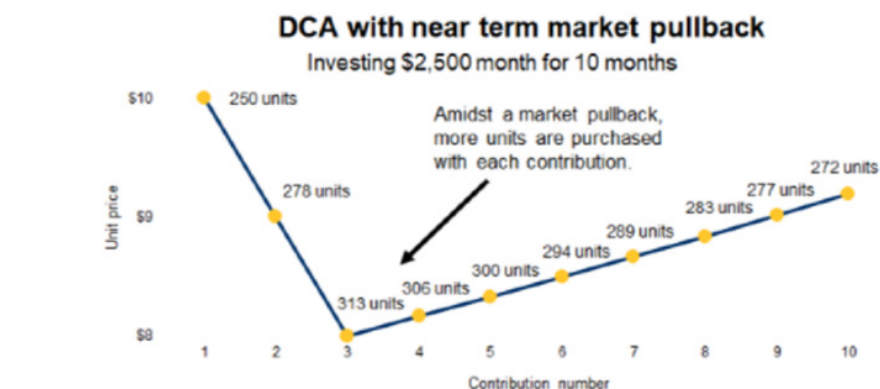 DCA with near term market pullback
Investing $2,500 month for 10 months
$10
250 units
Amidst a market pullback,
more units are purchased
with each contribution.
272 units
278 units
277 units
Unit price
$9
283 units
289 units
294 units
300 units
306 units
313 units
$8
1 2 3 4 5 6 7 8 9 10
Contribution number